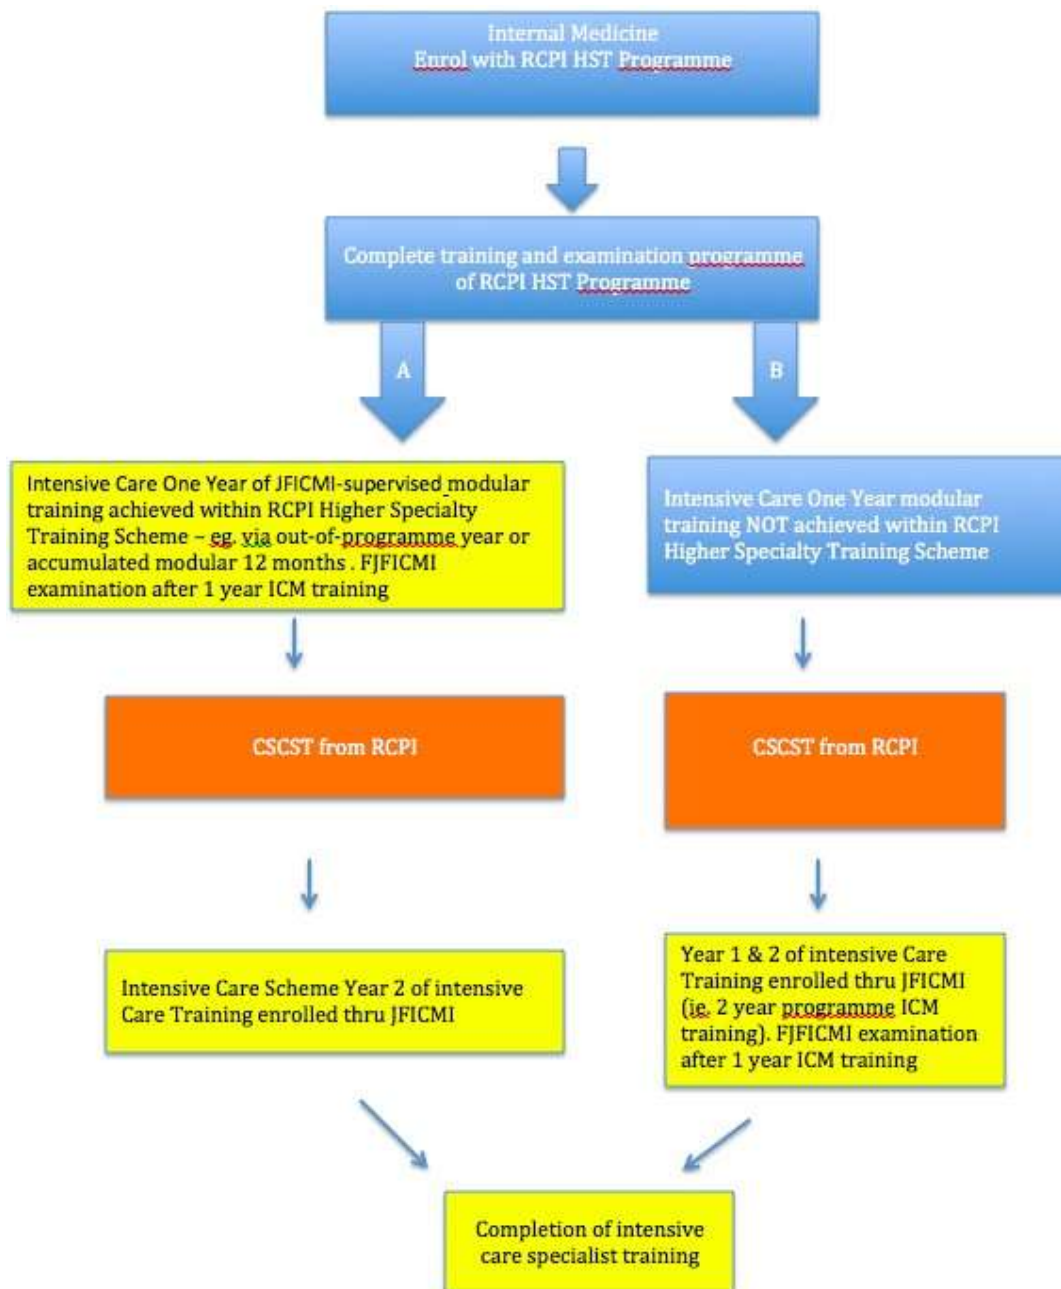 Internal Medicine
Enrol with RCPI HST Programme
Complete training and examination programme
of RCPI HST Programme
A
B
Intensive Care One Year of JFICMI-supervised modular
training achieved within RCPI Higher Specialty
Training Scheme – eg. via out-of-programme year or
accumulated modular 12 months . FJFICMI
examination after 1 year ICM training
Intensive Care One Year modular
training NOT achieved within RCPI
Higher Specialty Training Scheme
CSCST from RCPI
CSCST from RCPI
Intensive Care Scheme Year 2 of intensive
Care Training enrolled thru JFICMI
Year 1 & 2 of intensive Care
Training enrolled thru JFICMI
(ie. 2 year programme ICM
training). FJFICMI examination
after 1 year ICM training
Completion of intensive
care specialist training